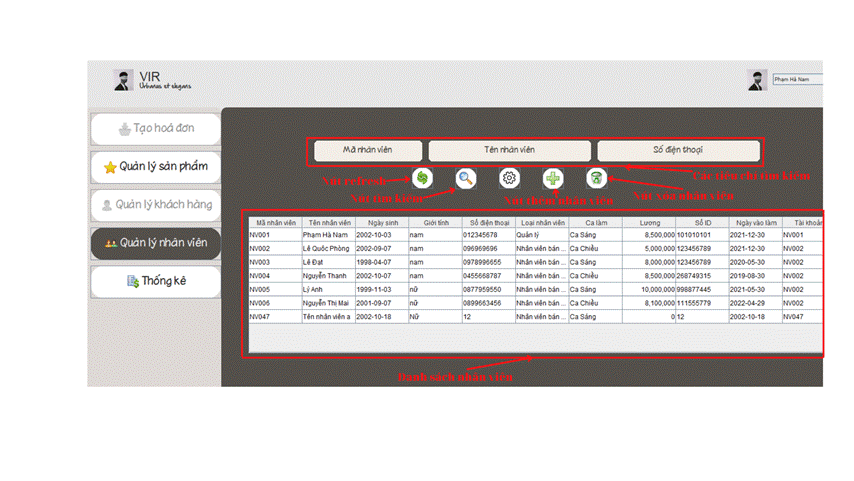 VIR
Urbanus et elegans
Phạm Hà Nam
Tạo hoá đơn
Quản lý sản phẩm
Quản lý khách hàng
Quản lý nhân viên
Thống kê
Mã nhân viên Tên nhân viên Số điện thoại
Các tiêu chí tìm kiếm
Nút refresh
Nút tìm kiếm
Nút thêm nhân viên
Nút xoá nhân viên
Mã nhân viên Tên nhân viên Ngày sinh Giới tính Số điện thoại Loại nhân viên Ca làm Lương Số ID Ngày vào làm Tài khoản
NV001 Phạm Hà Nam 2002-10-03 nam 012345678 Quản lý Ca Sáng 8,500,000 101010101 2021-12-30
NV002 Lê Quốc Phòng 2002-09-07 nam 096969696 Nhân viên bán ... Ca Chiều 5,000,000 123456789 2021-12-30 NV002
NV003 Lê Đạt 1998-04-07 nam 0978996655 Nhân viên bán ... Ca Sáng 8,000,000 123456789 2020-05-30 NV002
NV004 Nguyễn Thanh 2002-10-07 nam 0455668787 Nhân viên bán ... Ca Chiều 8,500,000 268749315 2019-08-30 NV002
NV005 Lý Anh 1999-11-03 nữ 0877959550 Nhân viên bán ... Ca Sáng 10,000,000 998877445 2021-05-30 NV002
NV006 Nguyễn Thị Mai 2001-09-07 nữ 0899663456 Nhân viên bán ... Ca Chiều 8,100,000 111555779 2022-04-29 NV002
NV047 Tên nhân viên a 2002-10-18 Nữ 12 Nhân viên bán ... Ca Sáng 0 12 2002-10-18 NV047
Danh sách nhân viên